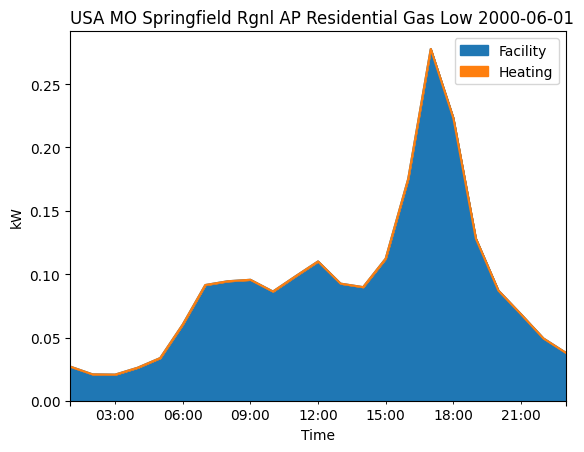 USA MO Springfield Rgnl AP Residential Gas Low 2000-06-01
Facility
Heating
0.25
0.20
0.15
0.10
0.05
0.00
kW
03:00 06:00 09:00 12:00 15:00 18:00 21:00
Time